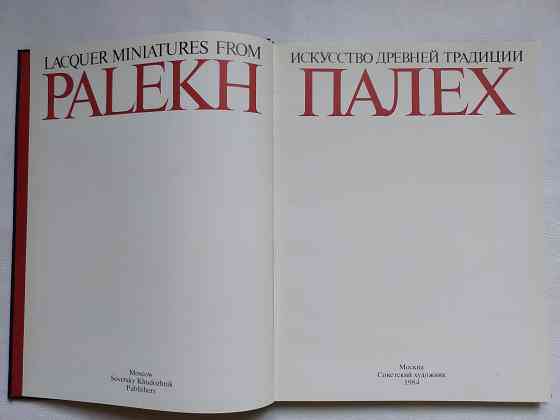 LACQUER MINIATURES FROM
PALEKH
Moscow
Sovetsky Khudozhnik
Publishers
ИСКУССТВО ДРЕВНЕЙ ТРАДИЦИИ
ПАЛЕХ
Москва
Советский художник
1984